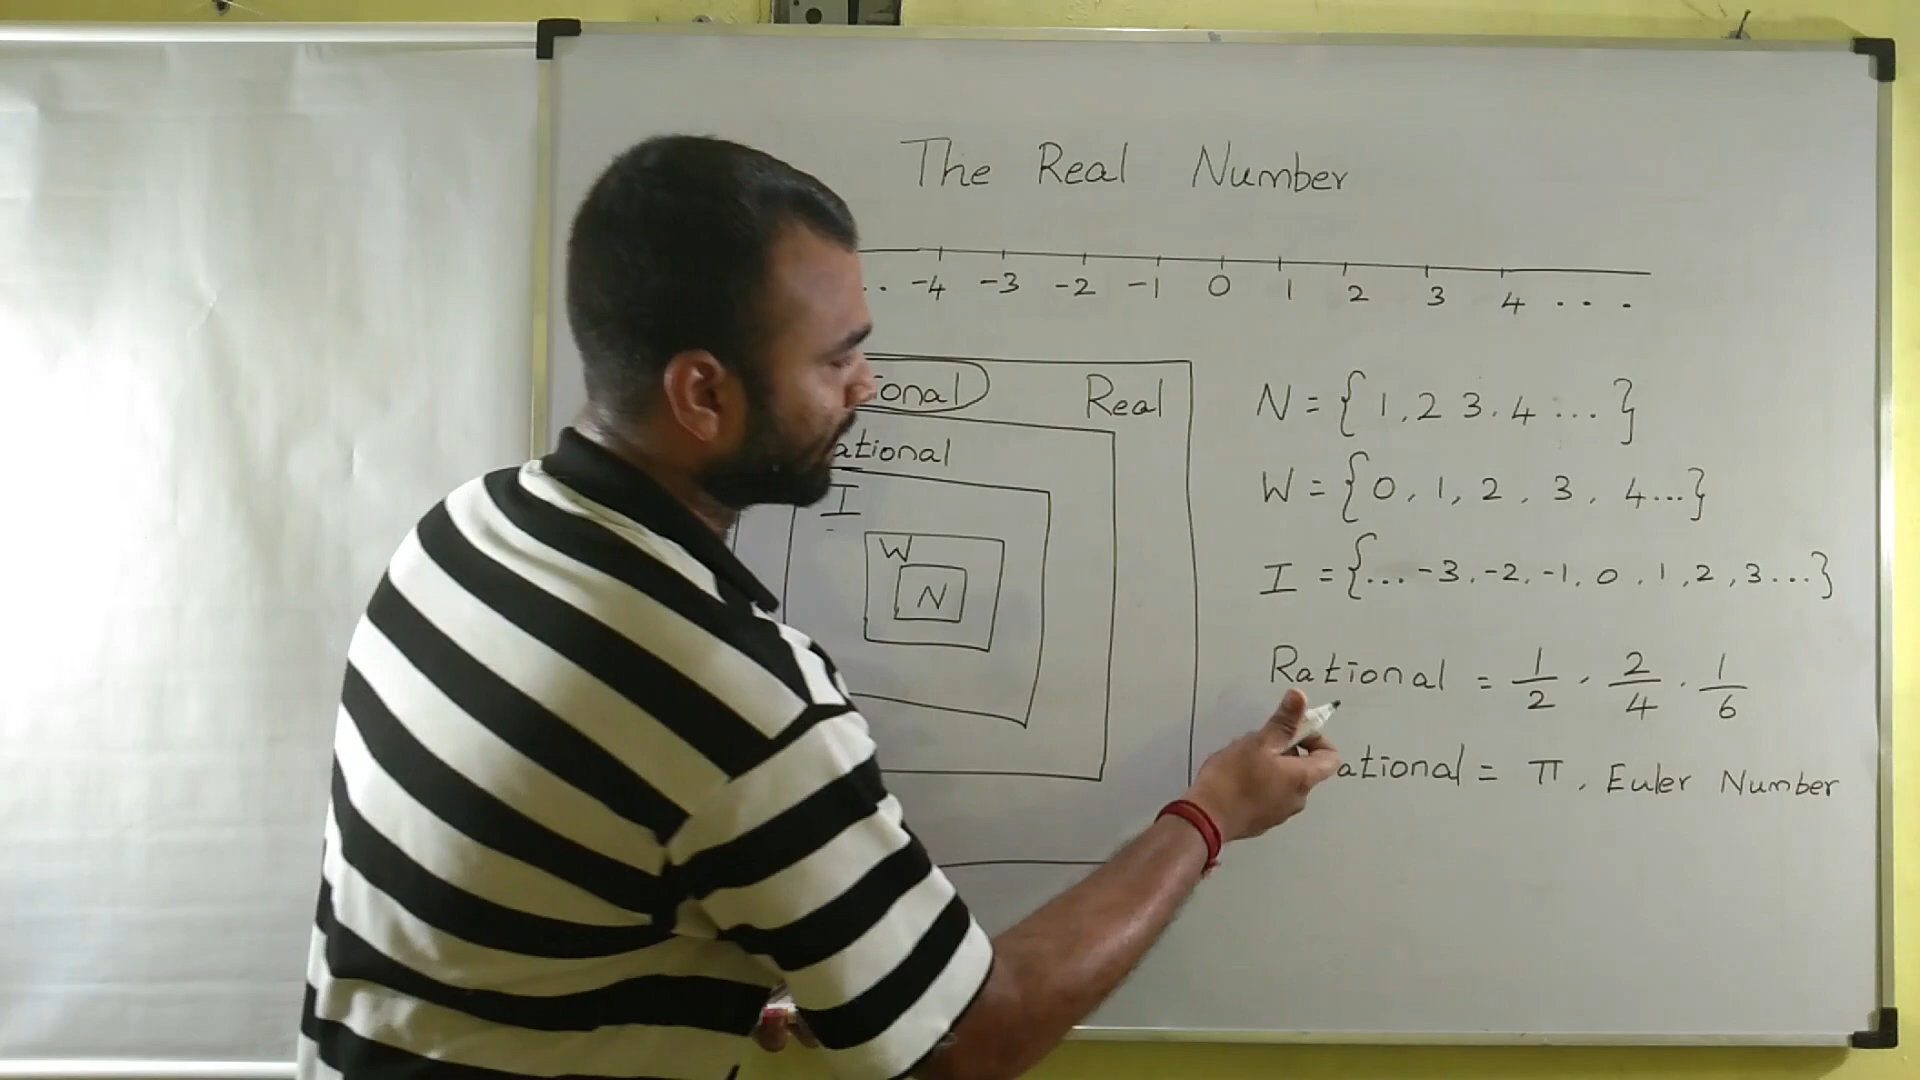 The Real Number
.. -4 -3 -2 -1 0 1 2 3 4 ...
Real
I
W
N
N = { 1, 2 3. 4 ... }
W = { 0, 1, 2, 3, 4... }
I = {... -3, -2, -1, 0, 1, 2, 3 ... }
Rational = 1/2, 2/4, 1/6
ational = π, Euler Number